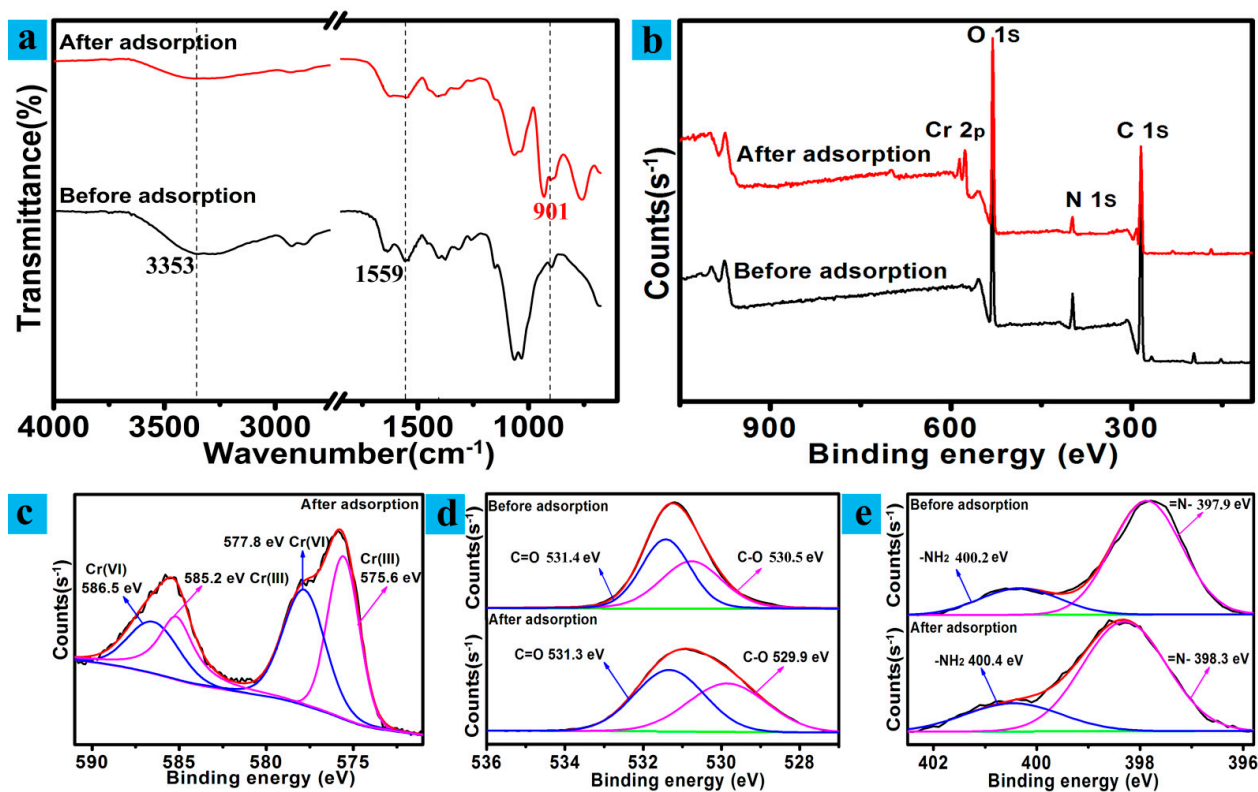 a
After adsorption
Before adsorption
3353
1559
901
Transmittance(%)
4000
3500
3000
1500
1000
Wavenumber(cm⁻¹)
b
O 1s
Cr 2p
C 1s
After adsorption
N 1s
Before adsorption
Counts(s⁻¹)
900
600
300
Binding energy (eV)
c
After adsorption
Cr(VI)
586.5 eV
585.2 eV Cr(III)
577.8 eV Cr(VI)
Cr(III)
575.6 eV
Counts(s⁻¹)
590
585
580
575
Binding energy (eV)
d
Before adsorption
C=O 531.4 eV
C-O 530.5 eV
Counts(s⁻¹)
After adsorption
C=O 531.3 eV
C-O 529.9 eV
Counts(s⁻¹)
536
534
532
530
528
Binding energy (eV)
e
Before adsorption
=N- 397.9 eV
-NH₂ 400.2 eV
Counts(s⁻¹)
After adsorption
-NH₂ 400.4 eV
=N- 398.3 eV
Counts(s⁻¹)
402
400
398
396
Binding energy (eV)